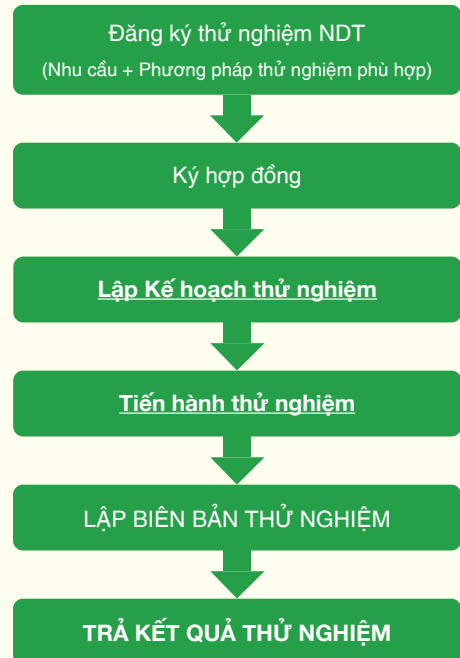 Đăng ký thử nghiệm NDT
(Nhu cầu + Phương pháp thử nghiệm phù hợp)
Ký hợp đồng
Lập Kế hoạch thử nghiệm
Tiến hành thử nghiệm
LẬP BIÊN BẢN THỬ NGHIỆM
TRẢ KẾT QUẢ THỬ NGHIỆM